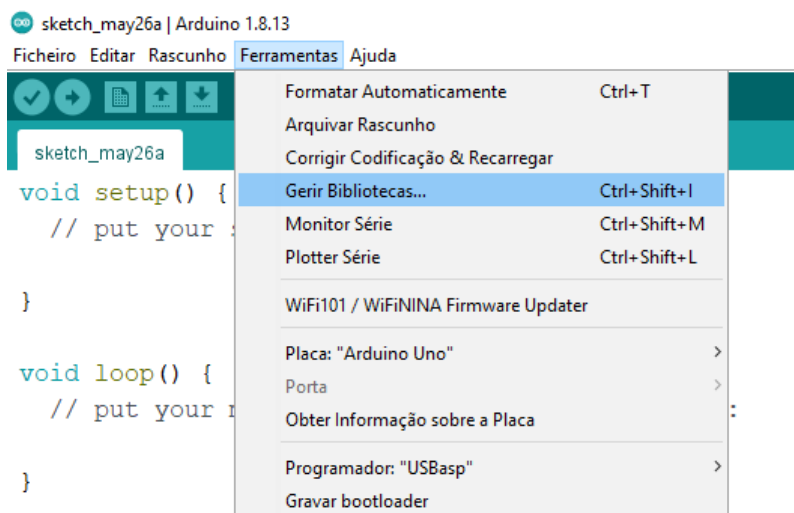 sketch_may26a | Arduino 1.8.13
Ficheiro Editar Rascunho Ferramentas Ajuda
Formatar Automaticamente Ctrl+T
Arquivar Rascunho
sketch_may26a
Corrigir Codificação & Recarregar
void setup() {
Gerir Bibliotecas... Ctrl+Shift+I
// put your
Monitor Série Ctrl+Shift+M
Plotter Série Ctrl+Shift+L
}
WiFi101 / WiFiNINA Firmware Updater
Placa: "Arduino Uno"
void loop() {
Porta
// put your :
Obter Informação sobre a Placa
Programador: "USBasp"
}
Gravar bootloader